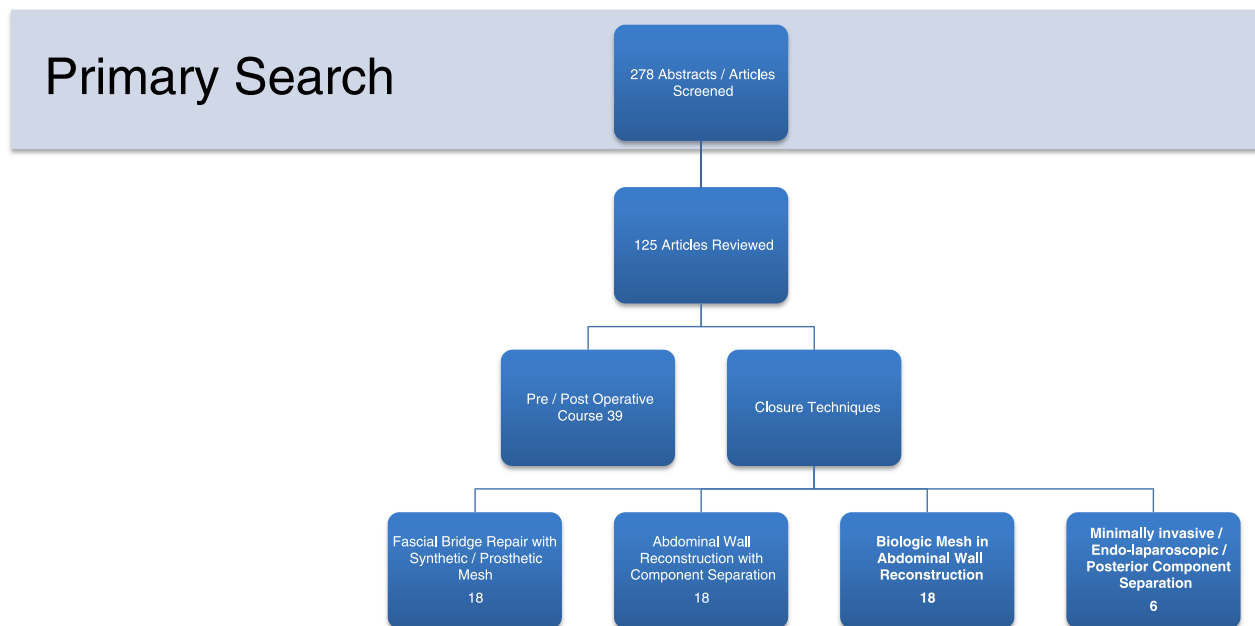 Primary Search
278 Abstracts / Articles
Screened
125 Articles Reviewed
Pre / Post Operative
Course 39
Closure Techniques
Fascial Bridge Repair with
Synthetic / Prosthetic
Mesh
18
Abdominal Wall
Reconstruction with
Component Separation
18
Biologic Mesh in
Abdominal Wall
Reconstruction
18
Minimally invasive /
Endo-laparoscopic /
Posterior Component
Separation
6